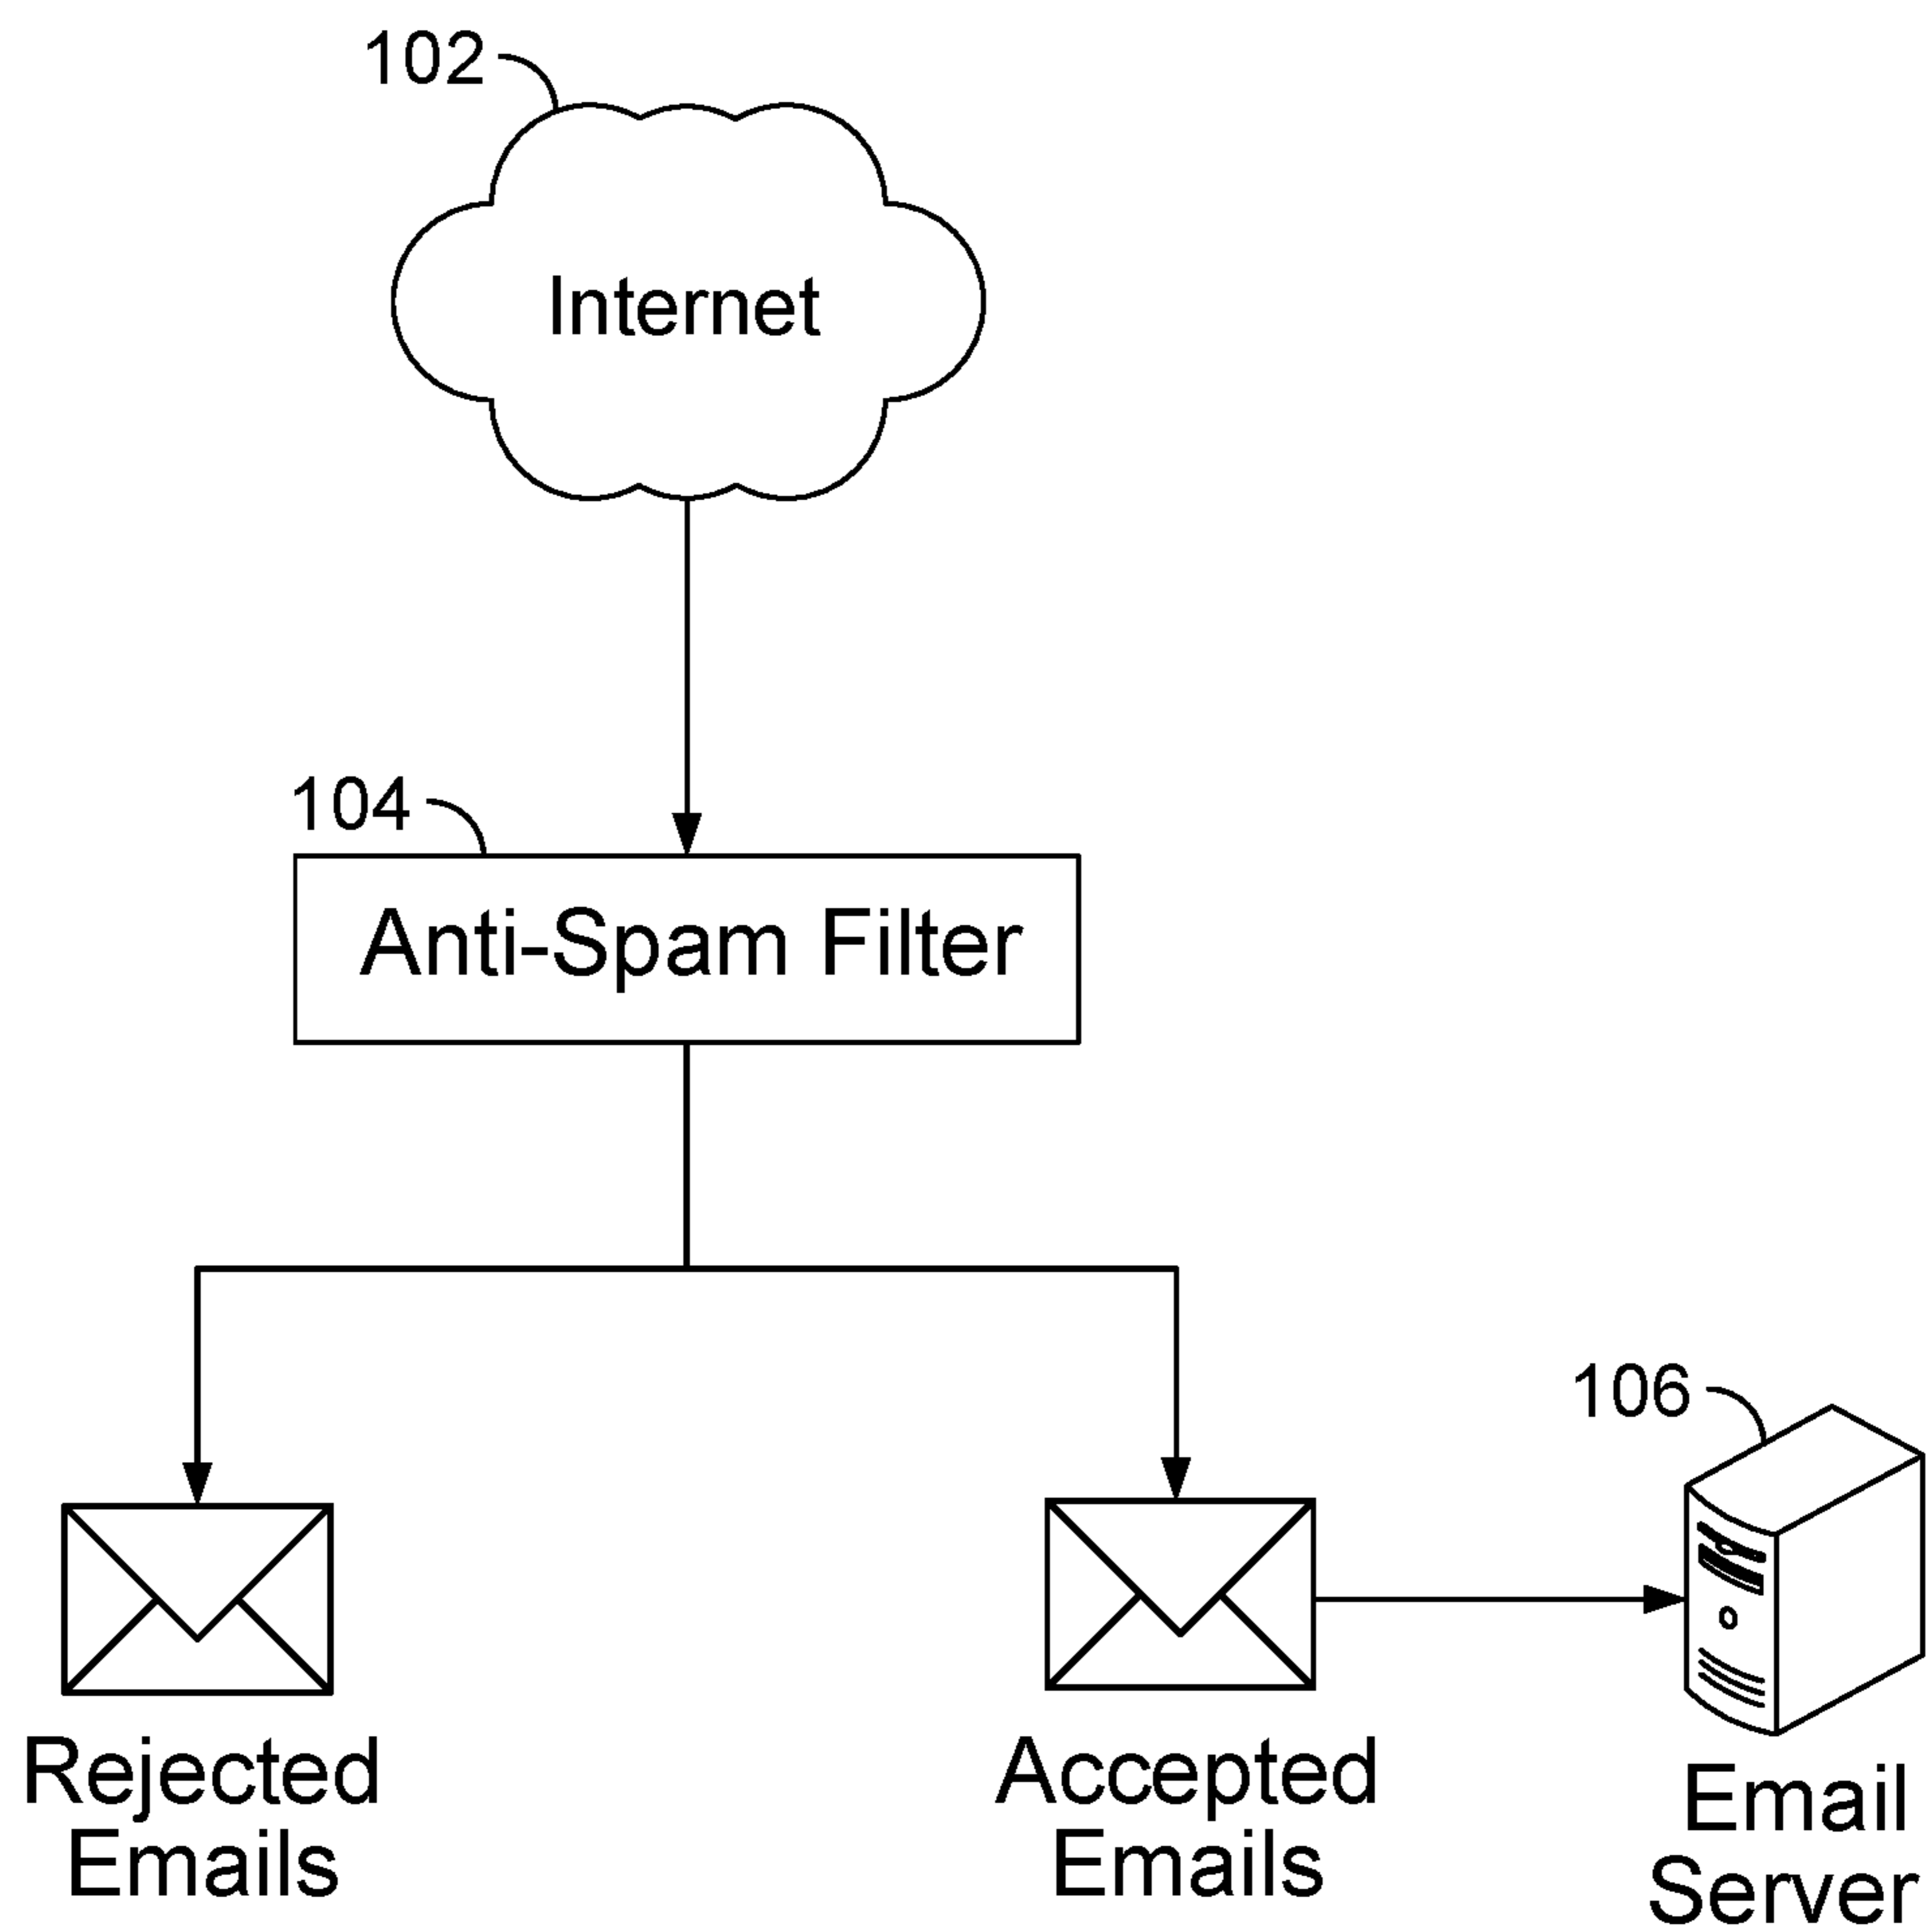 102
Internet
104
Anti-Spam Filter
106
Rejected
Emails
Accepted
Emails
Email
Server